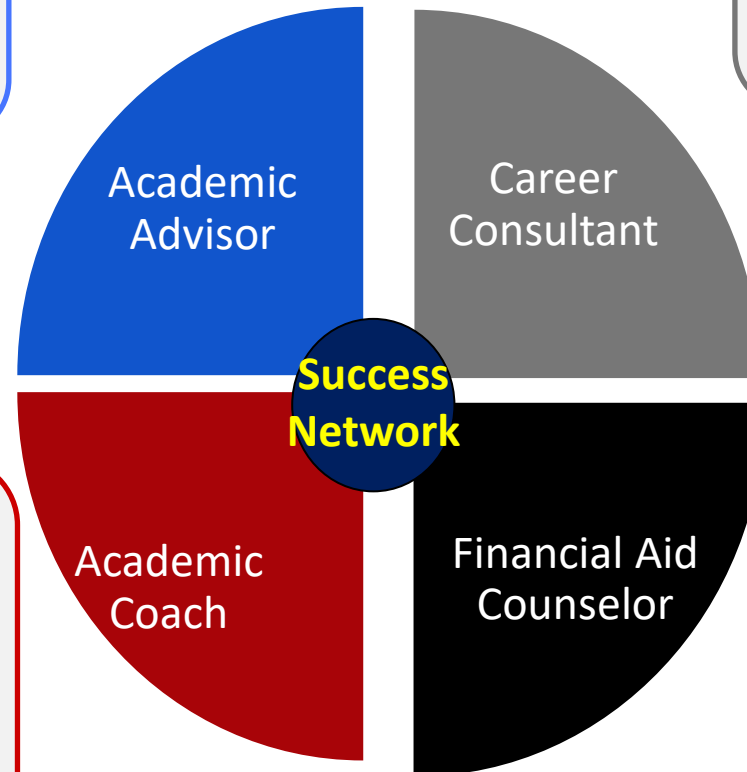 Academic
Advisor
Career
Consultant
Success
Network
Academic
Coach
Financial Aid
Counselor